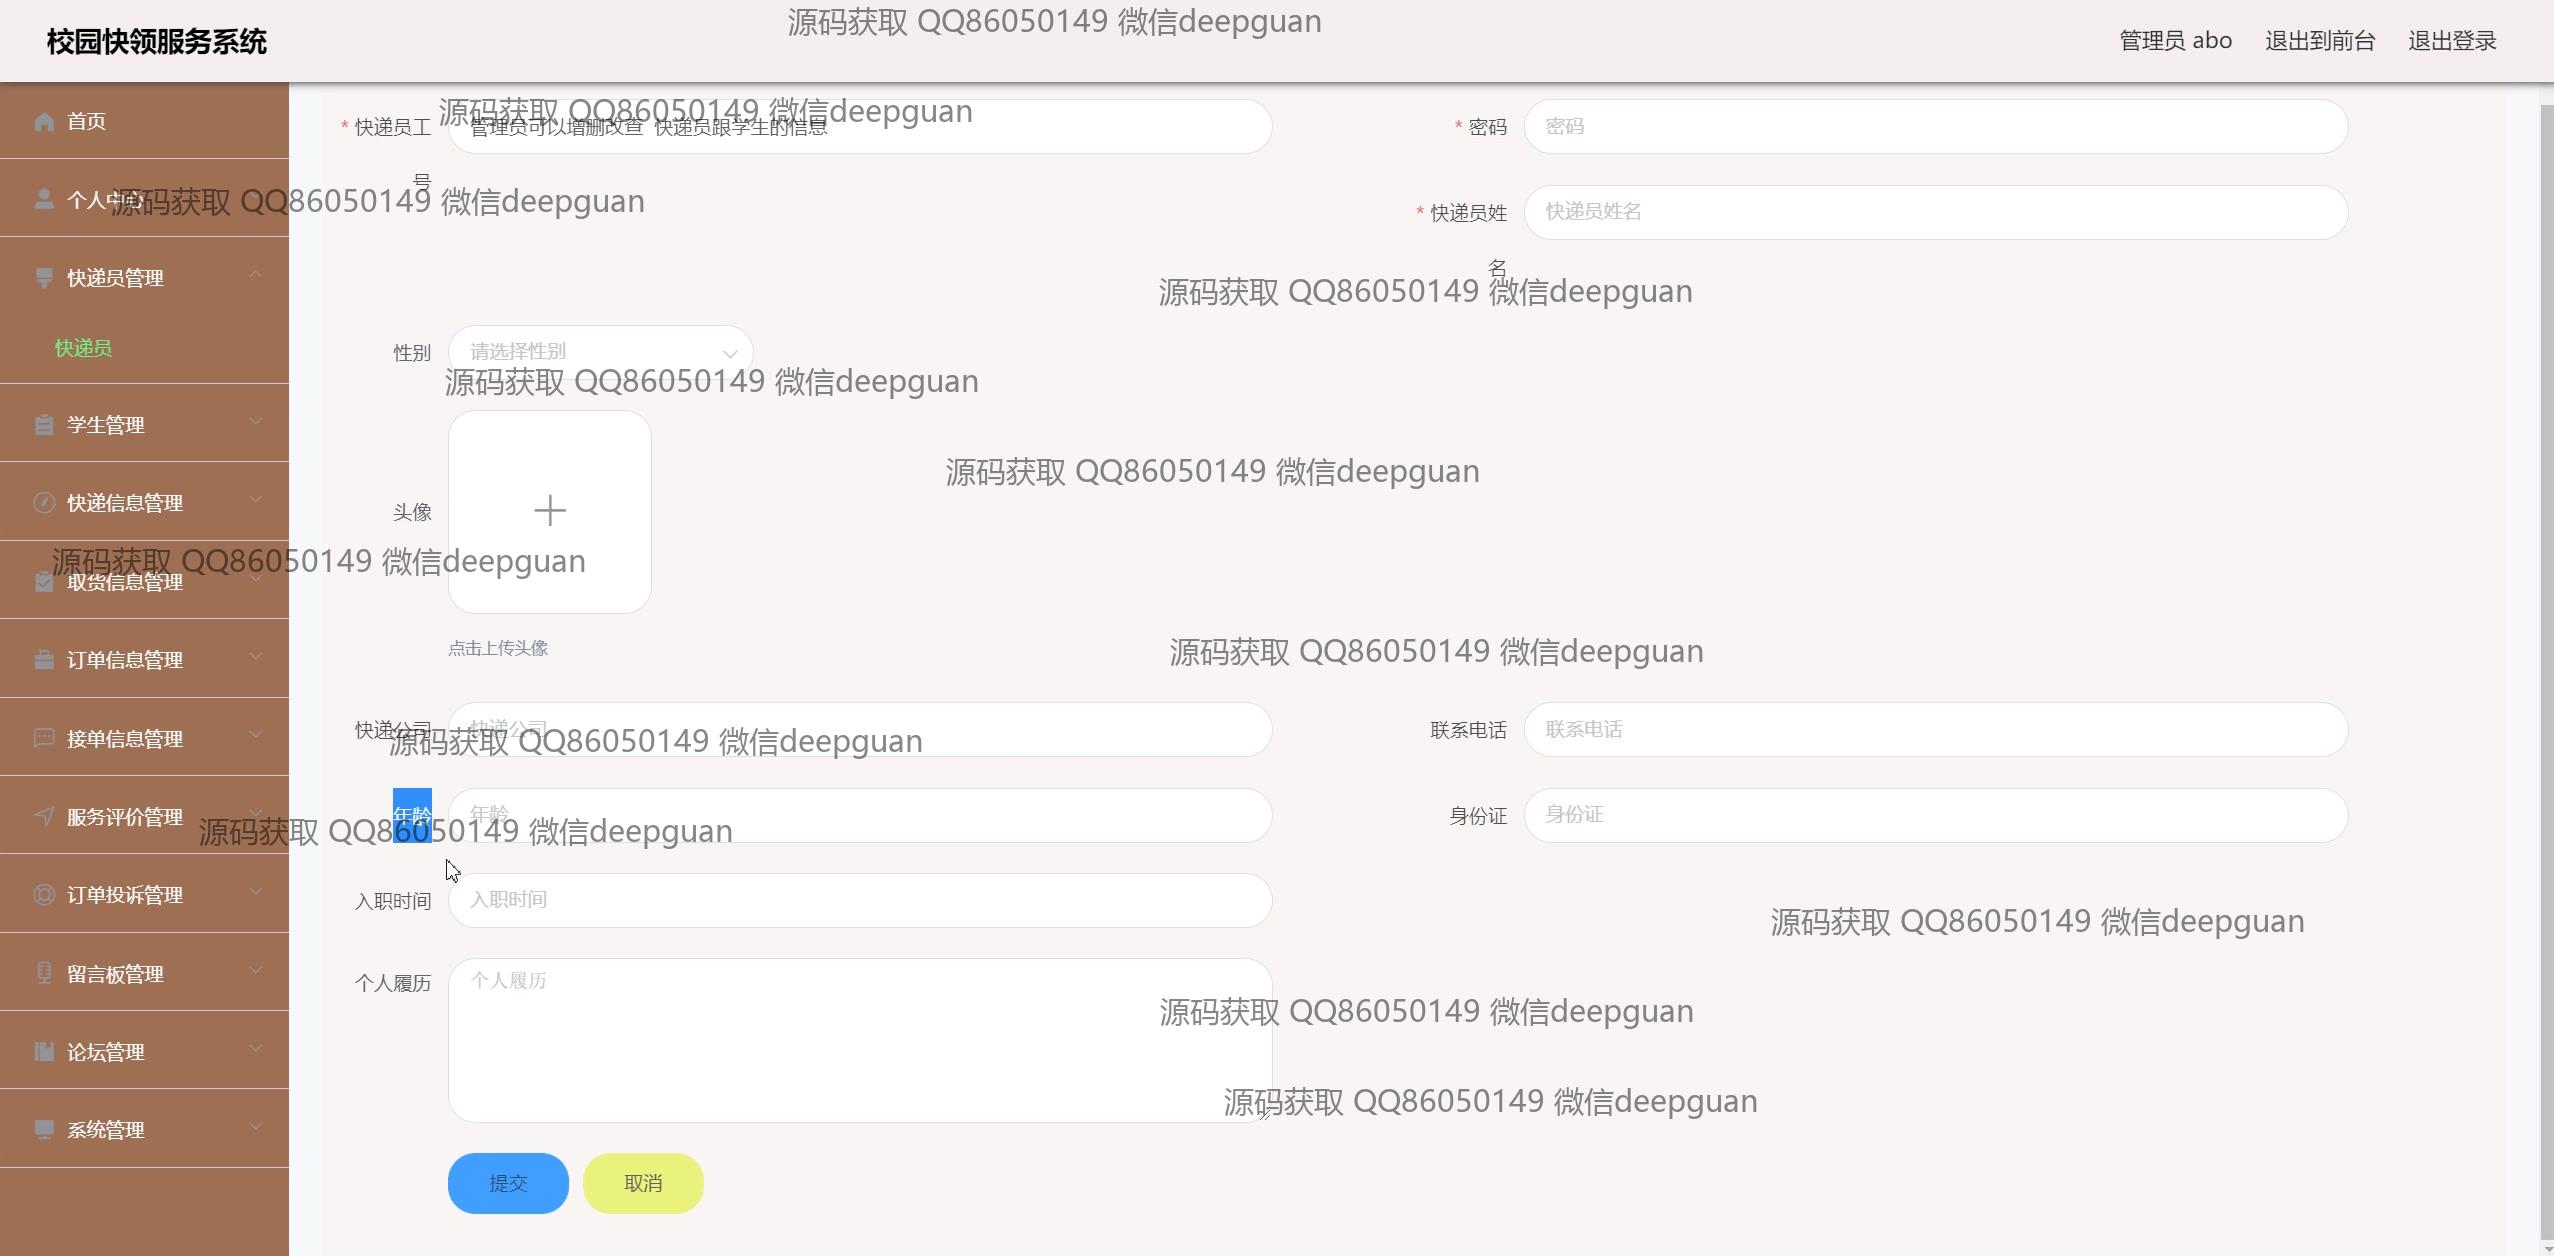 校园快领服务系统
源码获取 QQ86050149 微信deepguan
管理员 abo
退出到前台
退出登录
首页
个人中心
快递员管理
快递员
学生管理
快递信息管理
取货信息管理
订单信息管理
接单信息管理
服务评价管理
订单投诉管理
留言板管理
论坛管理
系统管理
源码获取 QQ86050149 微信deepguan
* 快递员工
号
管理员可以增删改查 快递员跟学生的信息
* 密码
密码
源码获取 QQ86050149 微信deepguan
* 快递员姓
名
快递员姓名
源码获取 QQ86050149 微信deepguan
性别
请选择性别
源码获取 QQ86050149 微信deepguan
源码获取 QQ86050149 微信deepguan
头像
源码获取 QQ86050149 微信deepguan
点击上传头像
源码获取 QQ86050149 微信deepguan
快递公司
快递公司
联系电话
联系电话
源码获取 QQ86050149 微信deepguan
年龄
年龄
身份证
身份证
源码获取 QQ86050149 微信deepguan
入职时间
入职时间
源码获取 QQ86050149 微信deepguan
个人履历
个人履历
源码获取 QQ86050149 微信deepguan
源码获取 QQ86050149 微信deepguan
提交
取消